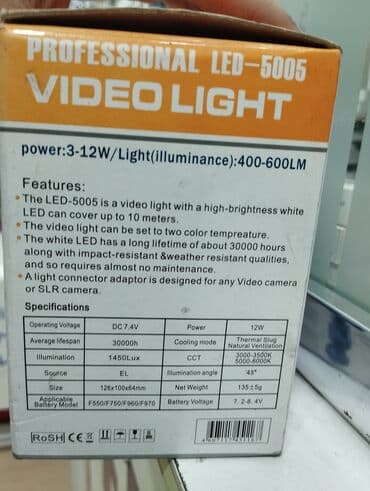 PROFESSIONAL LED-5005
VIDEO LIGHT
power:3-12W/Light(illuminance):400-600LM
Features:
• The LED-5005 is a video light with a high-brightness white
LED can cover up to 10 meters.
• The video light can be set to two color tempreature.
• The white LED has a long lifetime of about 30000 hours
along with impact-resistant &weather resistant qualities,
and so requires almost no maintenance.
• A light connector adaptor is designed for any Video camera
or SLR camera.
Specifications
Operating Voltage DC 7.4V Power 12W
Average lifespan 30000h Cooling mode Thermal Slug
Natural Ventilation
Illumination 1450Lux CCT 3000-3500K
5000-6000K
Source EL Illumination angle 45°
Size 126x100x64mm Net Weight 135±5g
Applicable
Battery Model F550/F750/F960/F970 Battery Voltage 7.2-8.4V
RoSH CE